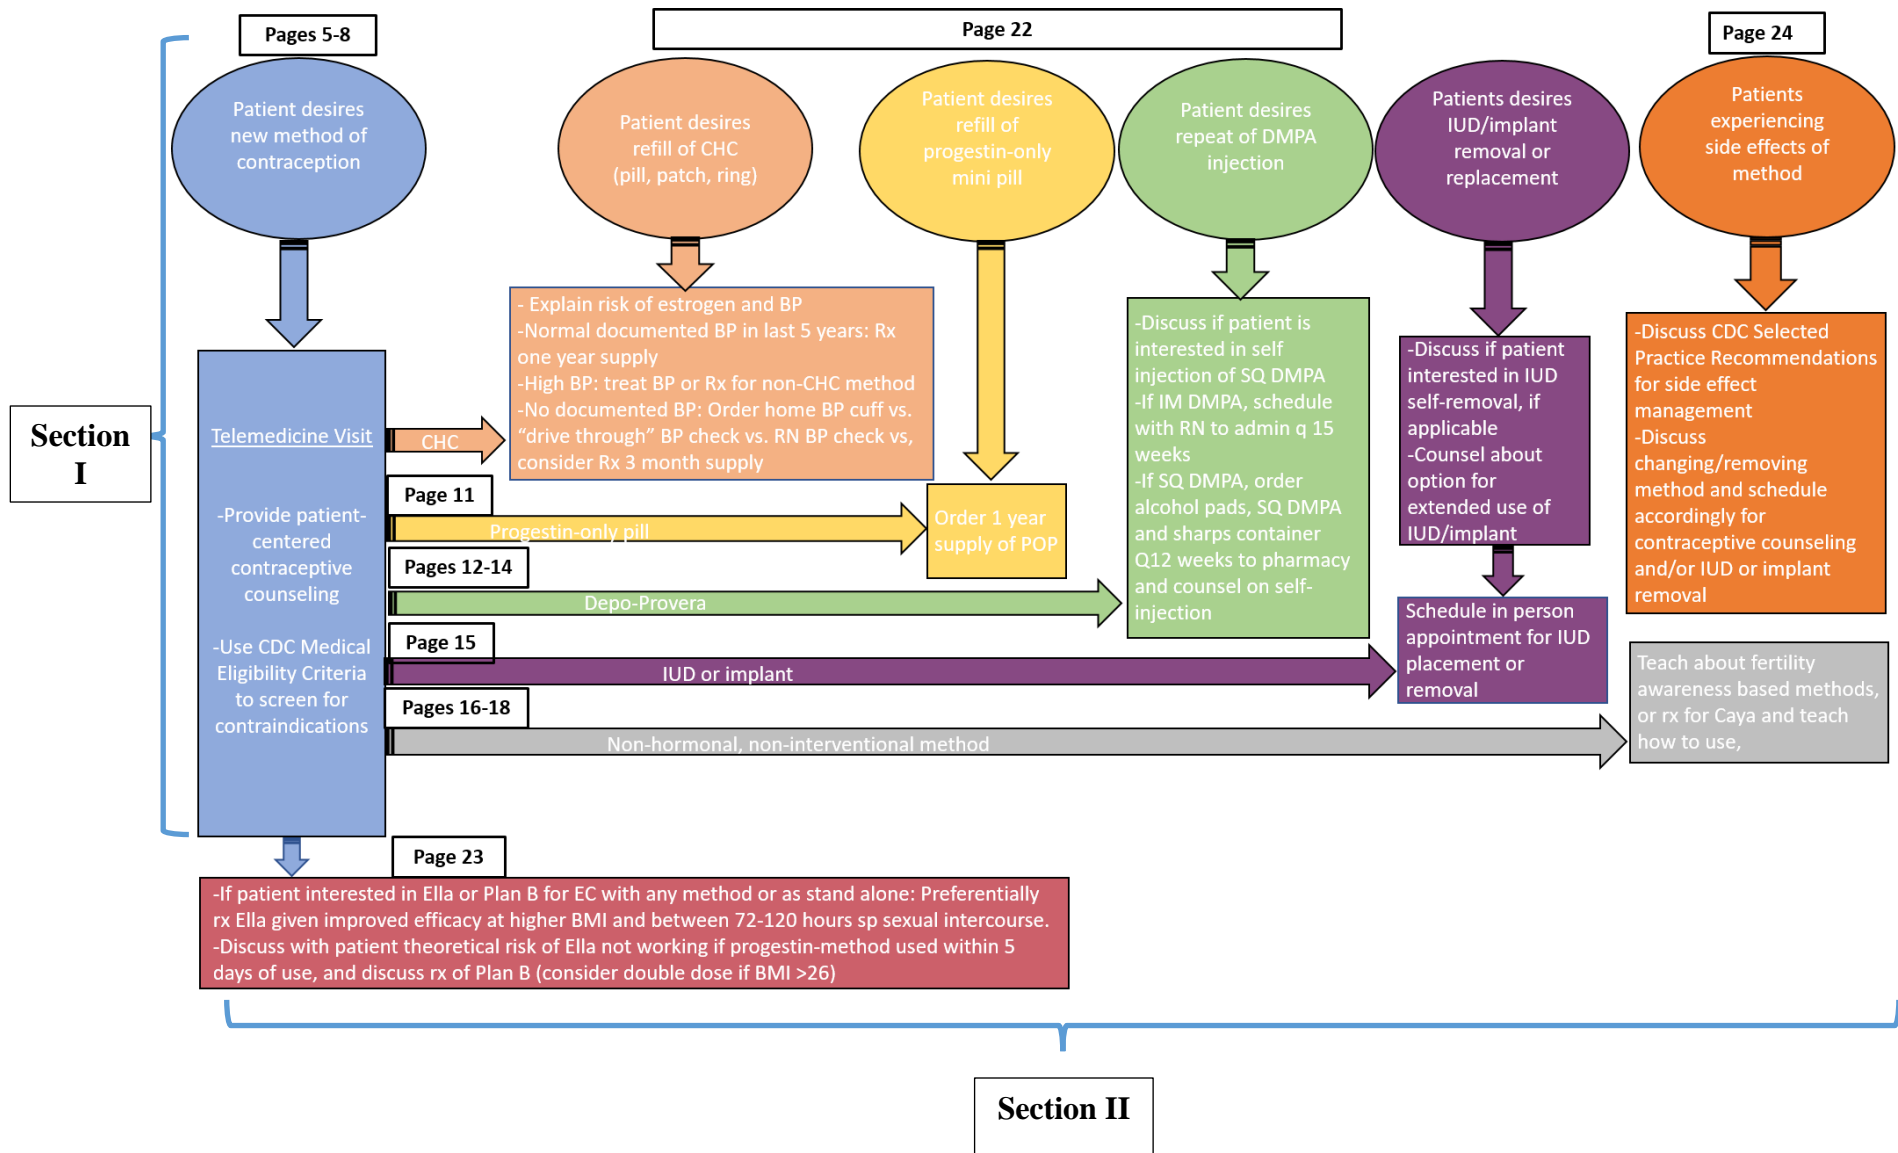 Pages 5-8
Page 22
Page 24
Patient desires
new method of
contraception
Patient desires
refill of CHC
(pill, patch, ring)
Patient desires
refill of
progestin-only
mini pill
Patient desires
repeat of DMPA
injection
Patients desires
IUD/implant
removal or
replacement
Patients
experiencing
side effects of
method
Section
I
Telemedicine Visit
-Provide patient-
centered
contraceptive
counseling
-Use CDC Medical
Eligibility Criteria
to screen for
contraindications
CHC
- Explain risk of estrogen and BP
-Normal documented BP in last 5 years: Rx
one year supply
-High BP: treat BP or Rx for non-CHC method
-No documented BP: Order home BP cuff vs.
“drive through” BP check vs. RN BP check vs,
consider Rx 3 month supply
Page 11
Progestin-only pill
Order 1 year
supply of POP
Pages 12-14
Depo-Provera
-Discuss if patient is
interested in self
injection of SQ DMPA
-If IM DMPA, schedule
with RN to admin q 15
weeks
-If SQ DMPA, order
alcohol pads, SQ DMPA
and sharps container
Q12 weeks to pharmacy
and counsel on self-
injection
Page 15
IUD or implant
-Discuss if patient
interested in IUD
self-removal, if
applicable
-Counsel about
option for
extended use of
IUD/implant
Schedule in person
appointment for IUD
placement or
removal
-Discuss CDC Selected
Practice Recommendations
for side effect
management
-Discuss
changing/removing
method and schedule
accordingly for
contraceptive counseling
and/or IUD or implant
removal
Pages 16-18
Non-hormonal, non-interventional method
Teach about fertility
awareness based methods,
or rx for Caya and teach
how to use,
Page 23
-If patient interested in Ella or Plan B for EC with any method or as stand alone: Preferentially
rx Ella given improved efficacy at higher BMI and between 72-120 hours sp sexual intercourse.
-Discuss with patient theoretical risk of Ella not working if progestin-method used within 5
days of use, and discuss rx of Plan B (consider double dose if BMI >26)
Section II